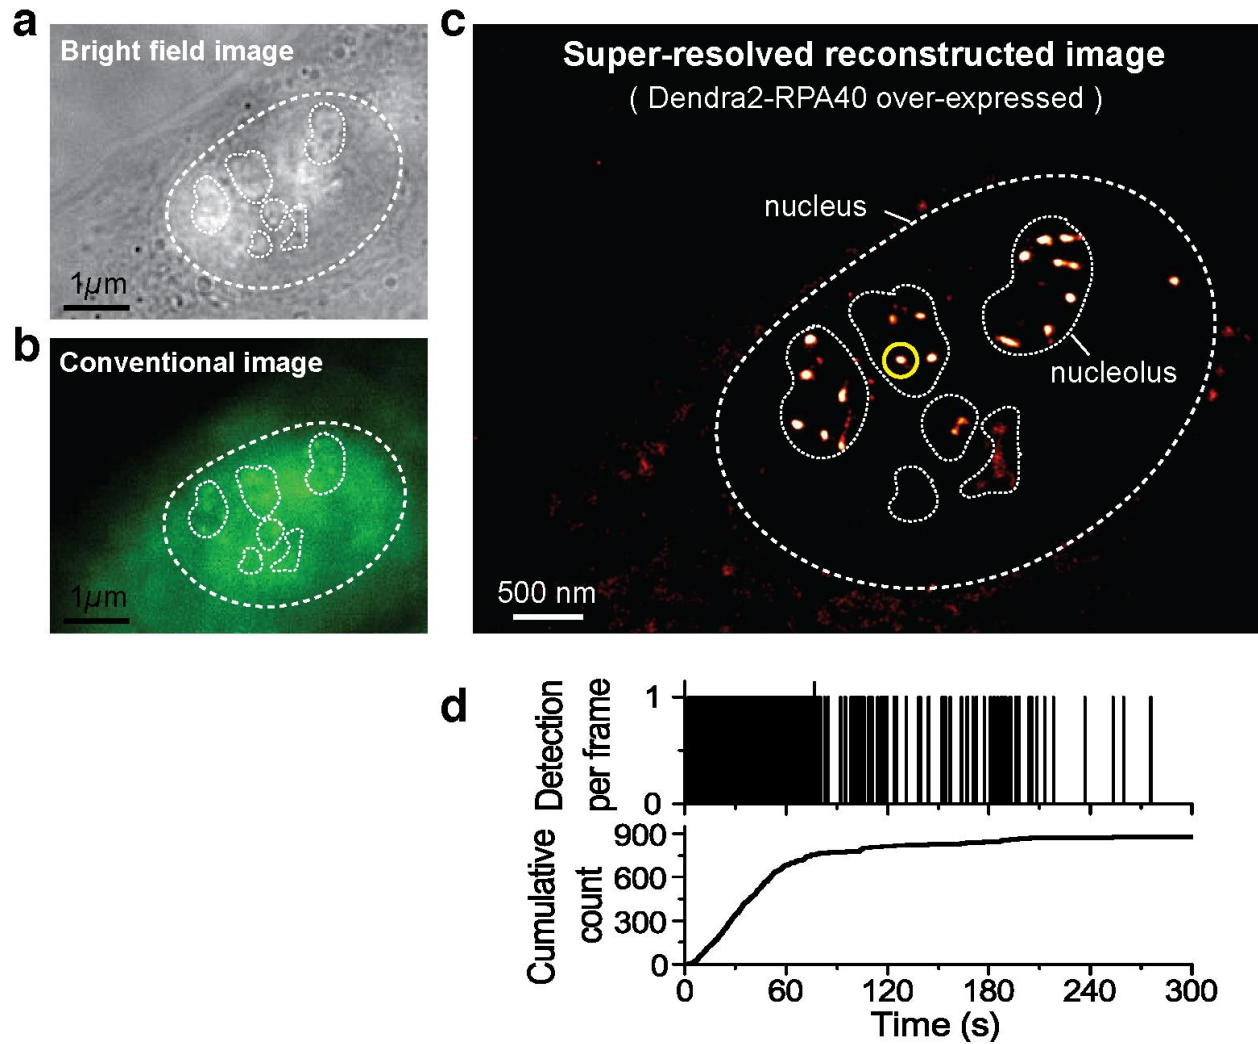 a
Bright field image
1μm
b
Conventional image
1μm
c
Super-resolved reconstructed image
( Dendra2-RPA40 over-expressed )
nucleus
nucleolus
500 nm
d
Detection
per frame
1
0
Cumulative
count
900
600
300
0
0 60 120 180 240 300
Time (s)